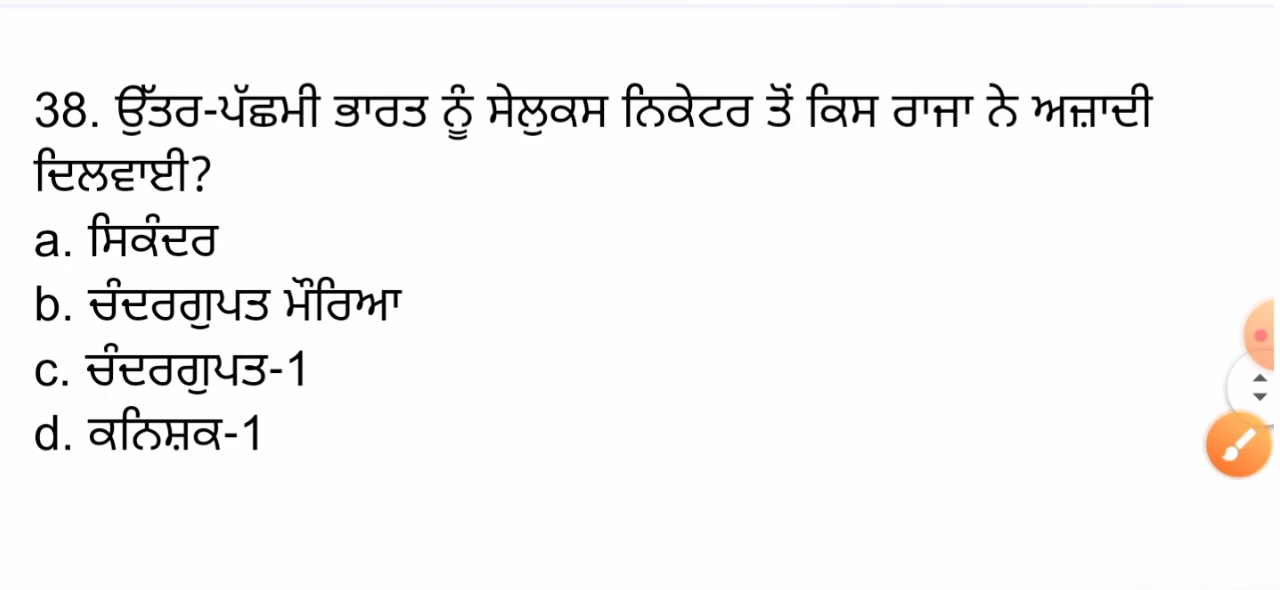 38. ਉੱਤਰ-ਪੱਛਮੀ ਭਾਰਤ ਨੂੰ ਸੇਲੁਕਸ ਨਿਕੇਟਰ ਤੋਂ ਕਿਸ ਰਾਜਾ ਨੇ ਅਜ਼ਾਦੀ
ਦਿਲਵਾਈ?
a. ਸਿਕੰਦਰ
b. ਚੰਦਰਗੁਪਤ ਮੌਰਿਆ
c. ਚੰਦਰਗੁਪਤ-1
d. ਕਨਿਸ਼ਕ-1